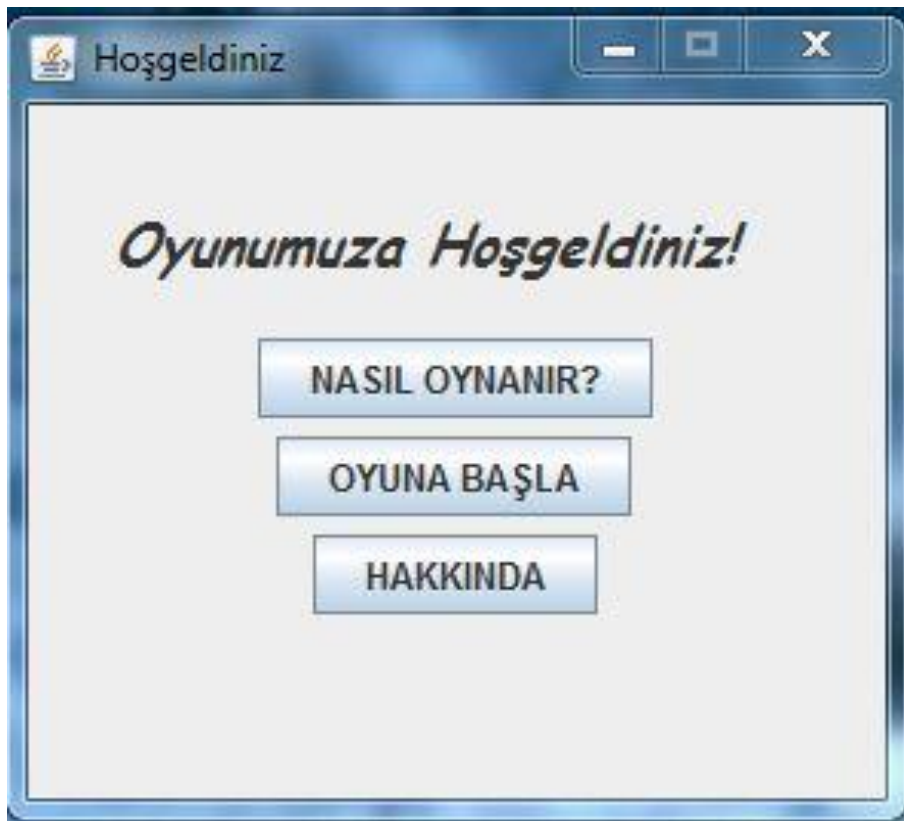 Hoşgeldiniz
Oyunumuza Hoşgeldiniz!
NASIL OYNANIR?
OYUNA BAŞLA
HAKKINDA